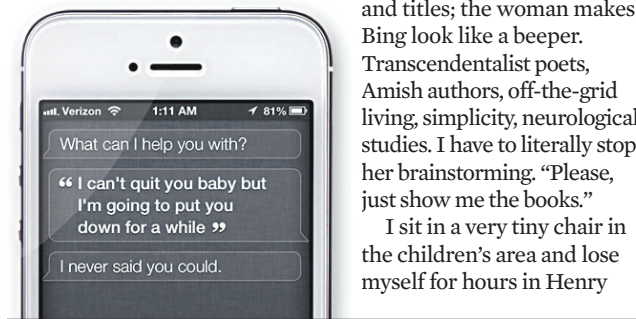 Verizon 1:11 AM 81%
What can I help you with?
“ I can't quit you baby but
I'm going to put you
down for a while ”
I never said you could.
and titles; the woman makes
Bing look like a beeper.
Transcendentalist poets,
Amish authors, off-the-grid
living, simplicity, neurological
studies. I have to literally stop
her brainstorming. “Please,
just show me the books.”
I sit in a very tiny chair in
the children’s area and lose
myself for hours in Henry